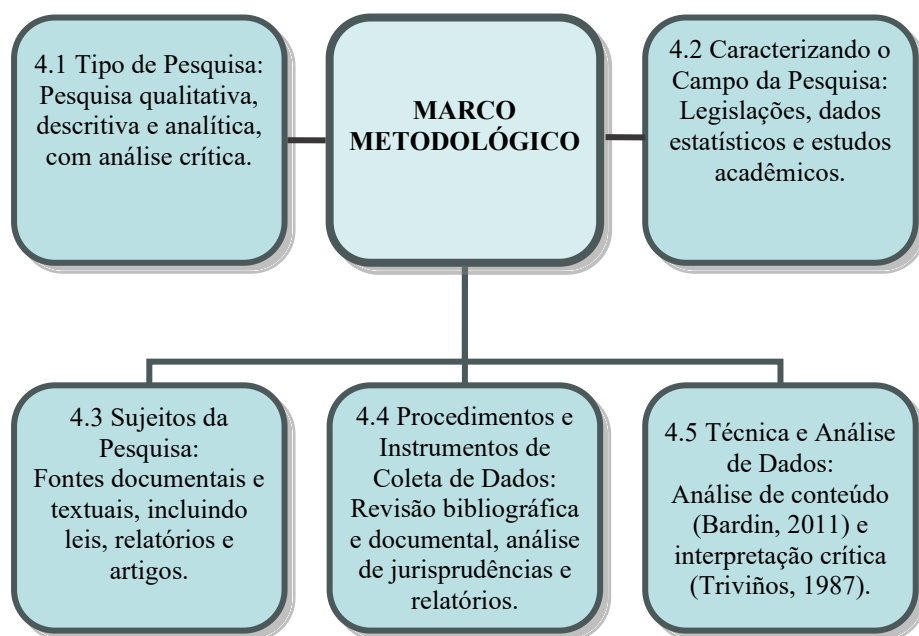 4.1 Tipo de Pesquisa:
Pesquisa qualitativa,
descritiva e analítica,
com análise crítica.
MARCO
METODOLÓGICO
4.2 Caracterizando o
Campo da Pesquisa:
Legislações, dados
estatísticos e estudos
acadêmicos.
4.3 Sujeitos da
Pesquisa:
Fontes documentais e
textuais, incluindo
leis, relatórios e
artigos.
4.4 Procedimentos e
Instrumentos de
Coleta de Dados:
Revisão bibliográfica
e documental, análise
de jurisprudências e
relatórios.
4.5 Técnica e Análise
de Dados:
Análise de conteúdo
(Bardin, 2011) e
interpretação crítica
(Triviños, 1987).